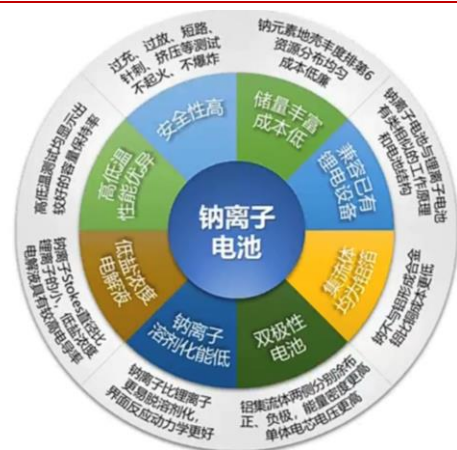 钠离子
电池
储量丰富
成本低
钠元素地壳丰度排第6
资源分布均匀
成本低廉
兼容已有
锂电设备
钠离子电池与锂离子电池
有类相似的工作原理
和电池结构
集流体
均为铝箔
钠不与铝形成合金
铝比铜成本更低
双极性
电池
铝集流体两侧分别涂布
正、负极，能量密度更高
单体电芯电压更高
钠离子
溶剂化能低
钠离子比锂离子
更易脱溶剂化，
界面反应动力学更好
低盐浓度
电解液
钠离子Stokes直径比
锂离子的小、低盐浓度
电解液具有较高电导率
高低温
性能优异
高低温测试均显示出
较好的容量保持率
安全性高
过充、过放、短路、
针刺、挤压等测试
不起火、不爆炸